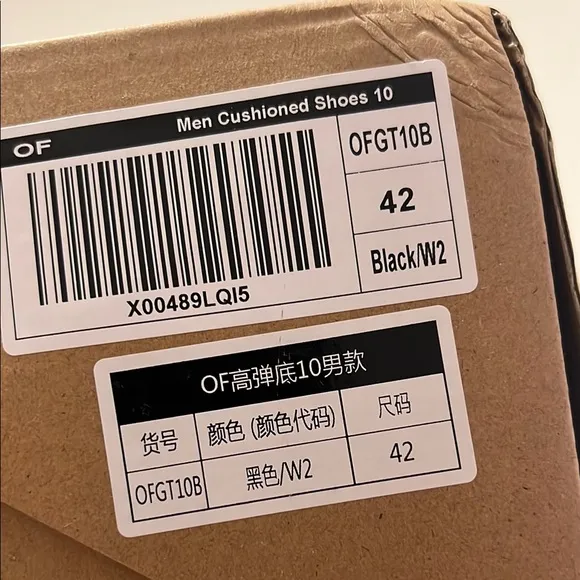 OF Men Cushioned Shoes 10
OFGT10B
42
Black/W2
X00489LQI5
OF高弹底10男款
货号 颜色 (颜色代码) 尺码
OFGT10B 黑色/W2 42